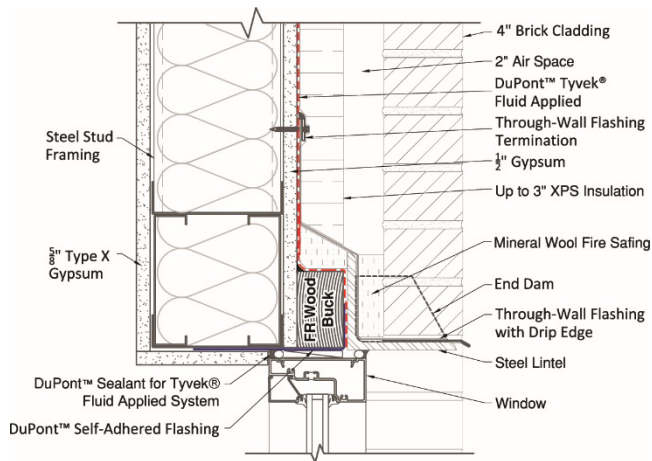 4" Brick Cladding
2" Air Space
DuPont™ Tyvek®
Fluid Applied
Through-Wall Flashing
Termination
½" Gypsum
Up to 3" XPS Insulation
Mineral Wool Fire Safing
End Dam
Through-Wall Flashing
with Drip Edge
Steel Lintel
Window
Steel Stud
Framing
⅝" Type X
Gypsum
FR Wood
Buck
DuPont™ Sealant for Tyvek®
Fluid Applied System
DuPont™ Self-Adhered Flashing